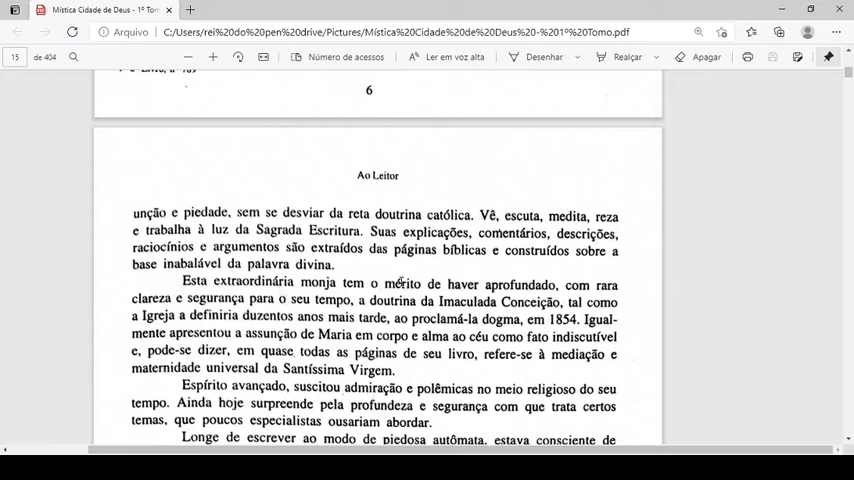 Mística Cidade de Deus - 1º Tom
Arquivo
C:/Users/rei%20do%20pen%20drive/Pictures/Mística%20Cidade%20de%20Deus%20-%201º%20Tomo.pdf
15 de 404
Número de acessos
Ler em voz alta
Desenhar
Realçar
Apagar
6
Ao Leitor
unção e piedade, sem se desviar da reta doutrina católica. Vê, escuta, medita, reza
e trabalha à luz da Sagrada Escritura. Suas explicações, comentários, descrições,
raciocínios e argumentos são extraídos das páginas bíblicas e construídos sobre a
base inabalável da palavra divina.
Esta extraordinária monja tem o mérito de haver aprofundado, com rara
clareza e segurança para o seu tempo, a doutrina da Imaculada Conceição, tal como
a Igreja a definiria duzentos anos mais tarde, ao proclamá-la dogma, em 1854. Igual-
mente apresentou a assunção de Maria em corpo e alma ao céu como fato indiscutível
e, pode-se dizer, em quase todas as páginas de seu livro, refere-se à mediação e
maternidade universal da Santíssima Virgem.
Espírito avançado, suscitou admiração e polêmicas no meio religioso do seu
tempo. Ainda hoje surpreende pela profundeza e segurança com que trata certos
temas, que poucos especialistas ousariam abordar.
Longe de escrever ao modo de piedosa autômata, estava consciente de